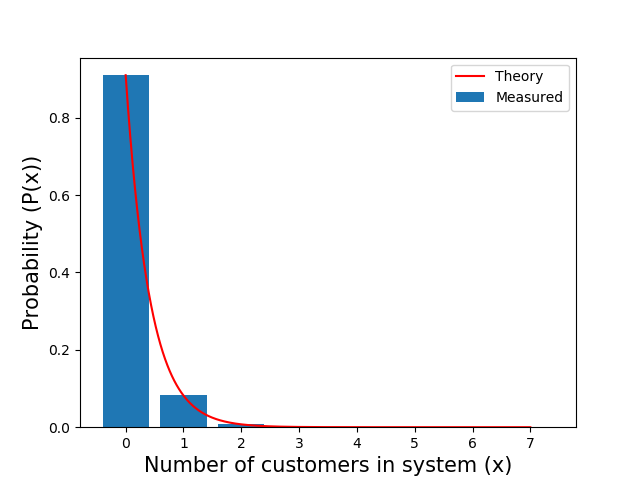 Theory
Measured
Probability (P(x))
0.8
0.6
0.4
0.2
0.0
0 1 2 3 4 5 6 7
Number of customers in system (x)